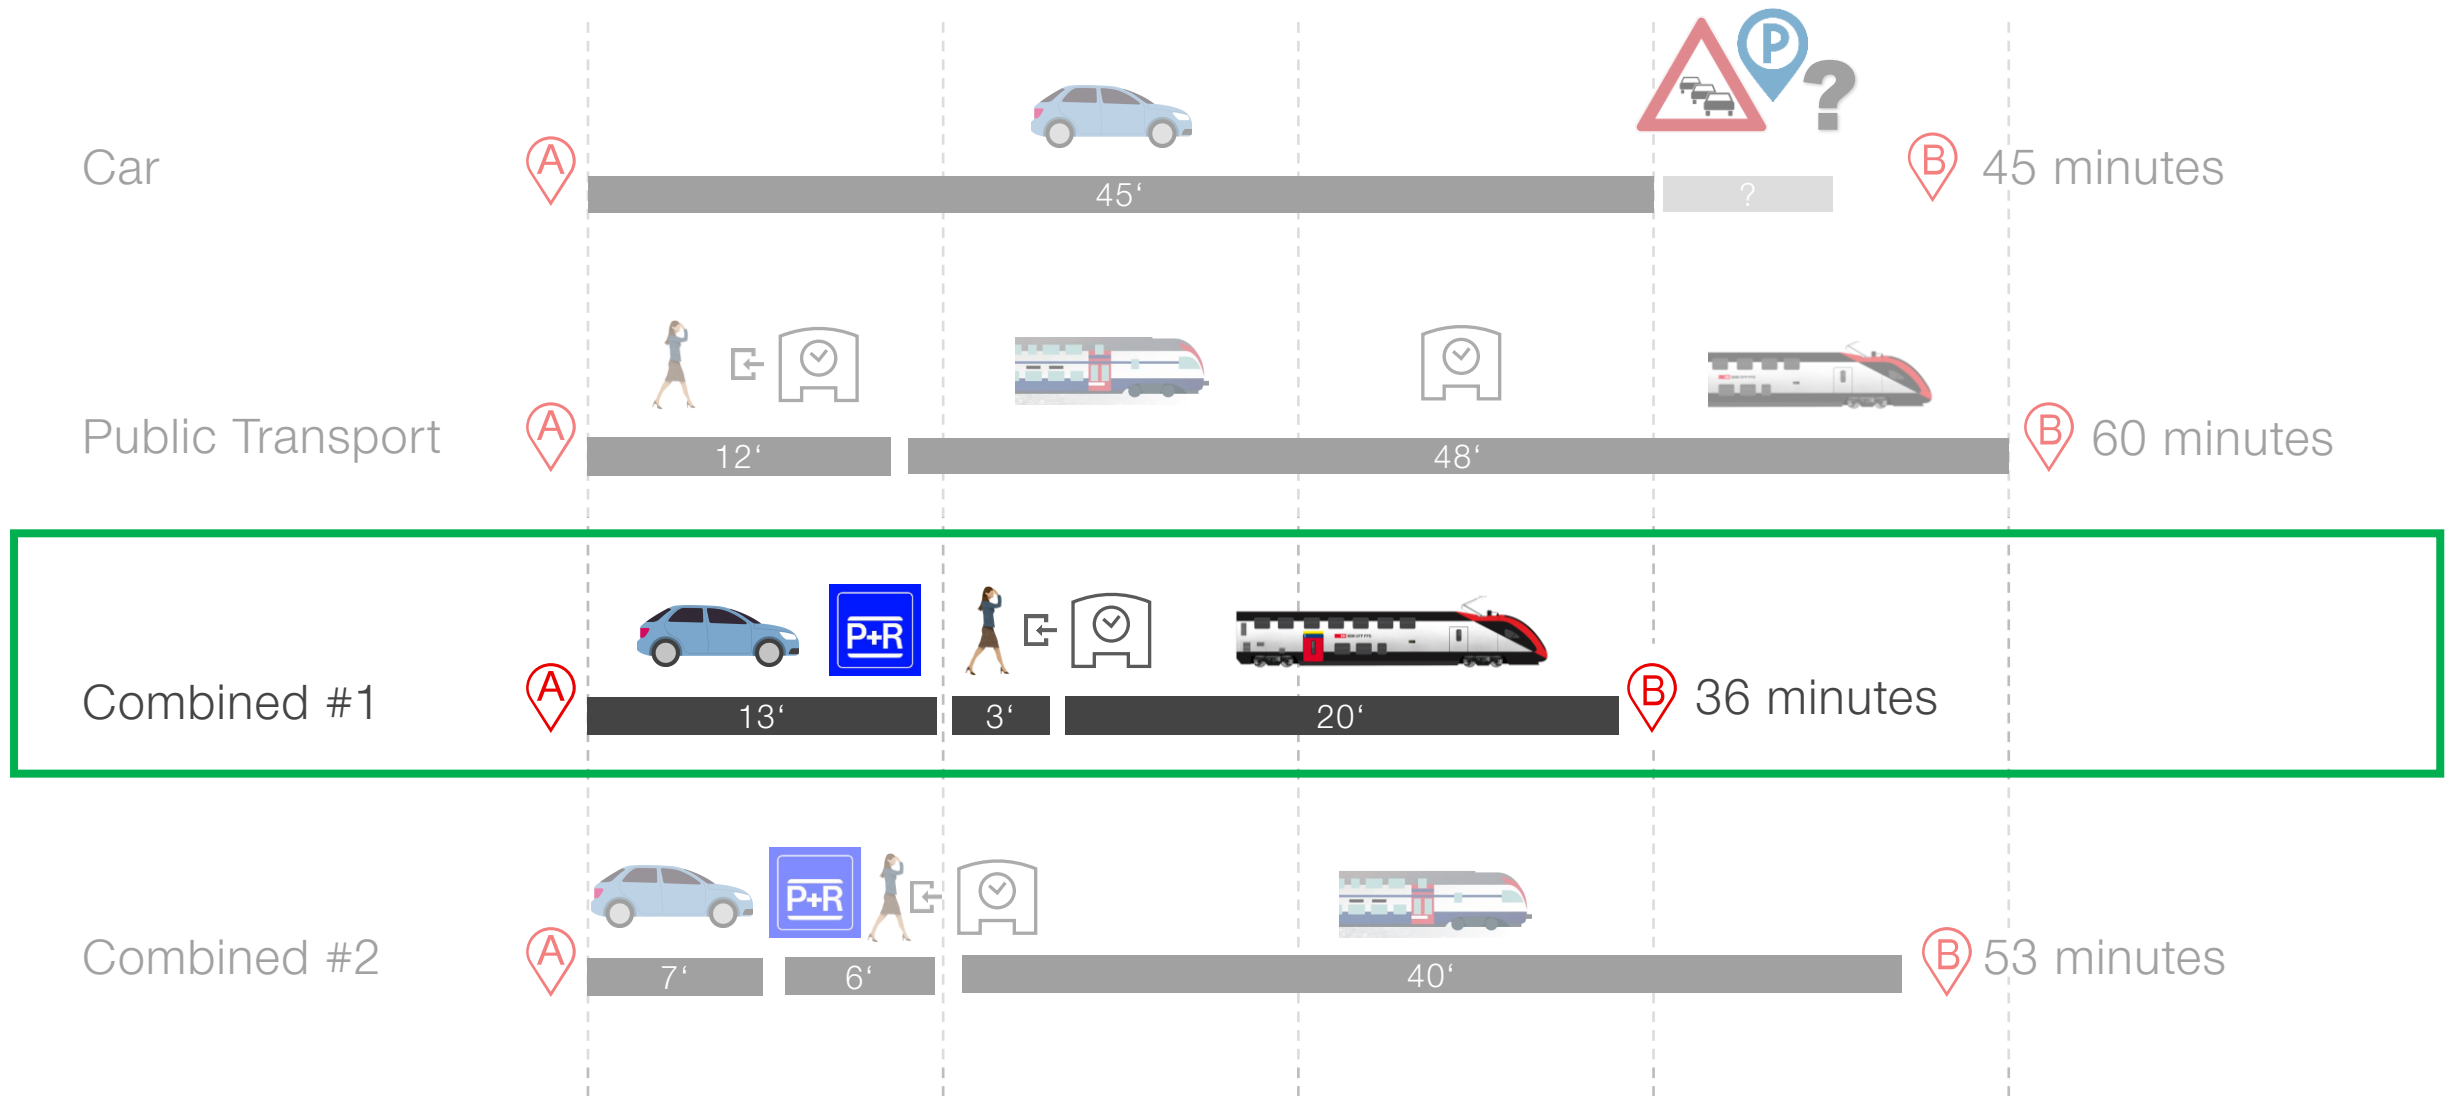 P
?
Car
A
45‘
?
B
45 minutes
Public Transport
A
12‘
48‘
B
60 minutes
P+R
Combined #1
A
13‘
3‘
20‘
B
36 minutes
P+R
Combined #2
A
7‘
6‘
40‘
B
53 minutes